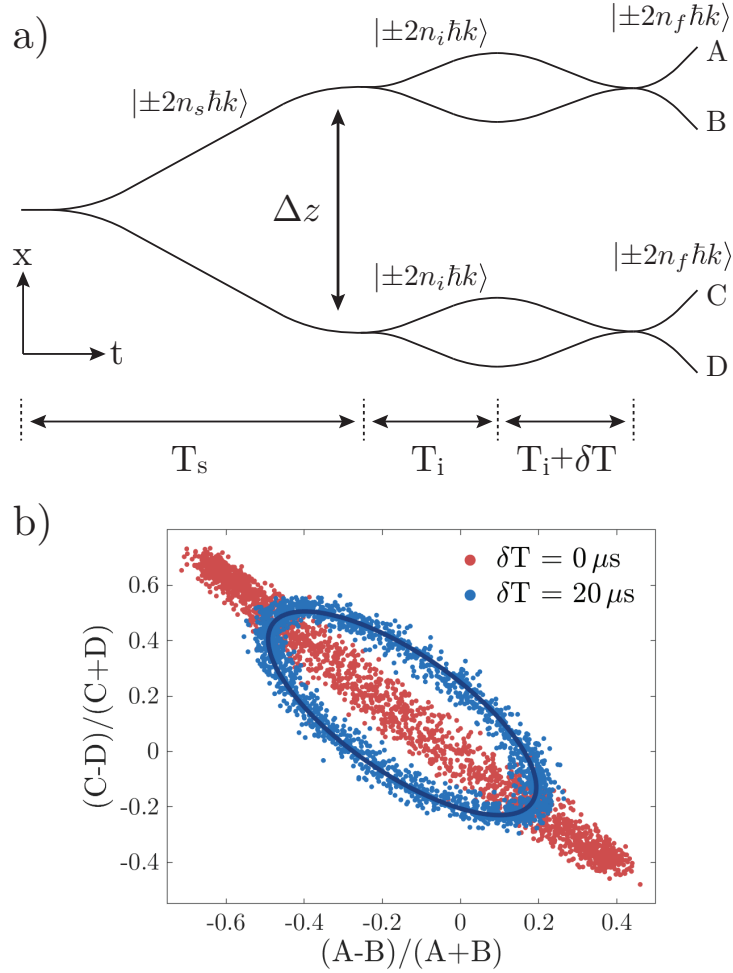 a)
|±2n_iħk⟩
|±2n_fħk⟩
A
|±2n_sħk⟩
B
Δz
x
|±2n_iħk⟩
|±2n_fħk⟩
C
t
D
T_s
T_i
T_i+δT
b)
δT = 0 μs
δT = 20 μs
0.6
0.4
0.2
0
-0.2
-0.4
(C-D)/(C+D)
-0.6
-0.4
-0.2
0
0.2
0.4
(A-B)/(A+B)